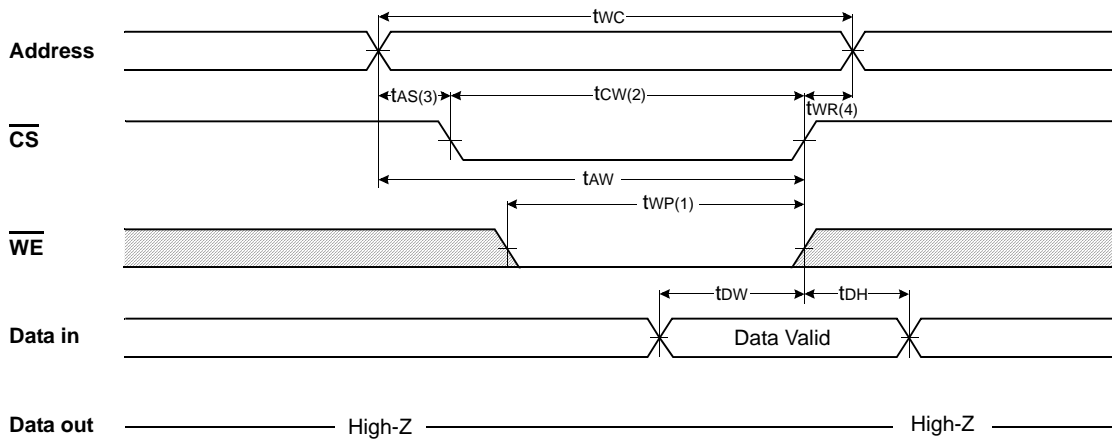 tWC
Address
tAS(3) tCW(2) tWR(4)
CS
tAW
tWP(1)
WE
tDW tDH
Data in Data Valid
Data out High-Z High-Z